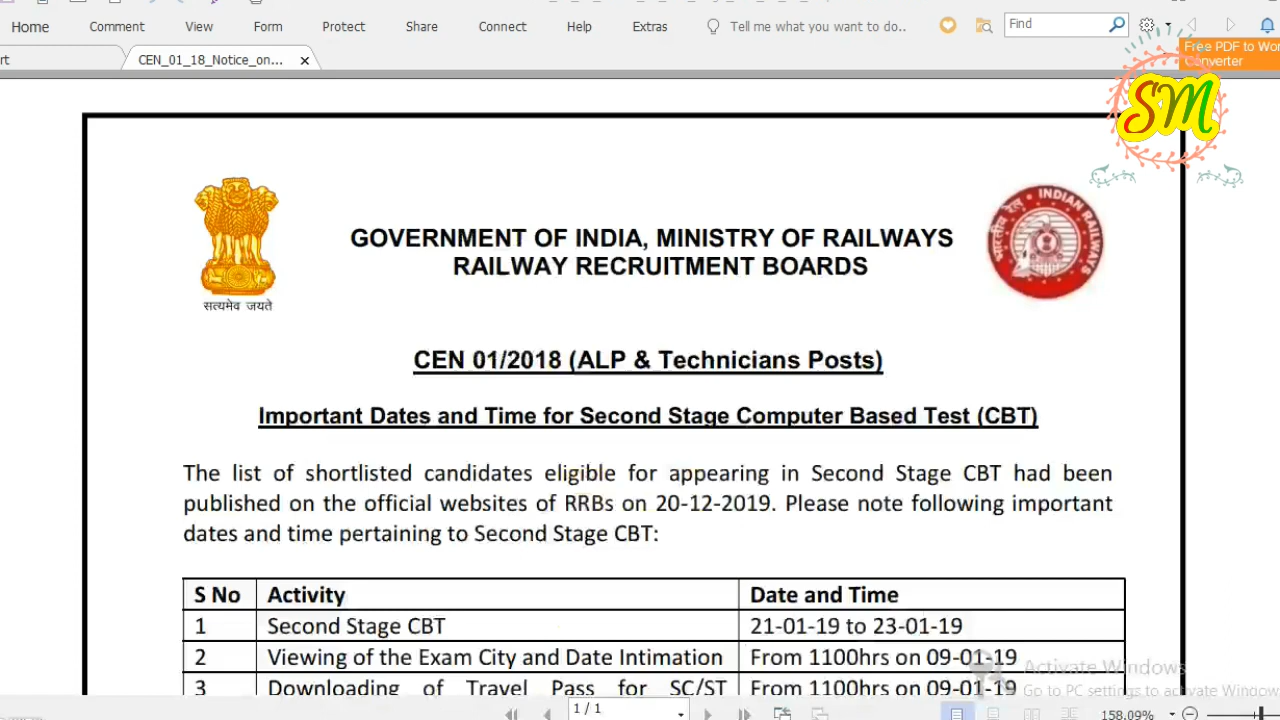 Home Comment View Form Protect Share Connect Help Extras Tell me what you want to do.. Find
rt CEN_01_18_Notice_on... × Free PDF to Wor
Converter
SM
GOVERNMENT OF INDIA, MINISTRY OF RAILWAYS
RAILWAY RECRUITMENT BOARDS
INDIAN RAILWAYS
भारतीय रेल
सत्यमेव जयते
CEN 01/2018 (ALP & Technicians Posts)
Important Dates and Time for Second Stage Computer Based Test (CBT)
The list of shortlisted candidates eligible for appearing in Second Stage CBT had been
published on the official websites of RRBs on 20-12-2019. Please note following important
dates and time pertaining to Second Stage CBT:
S No Activity Date and Time
1 Second Stage CBT 21-01-19 to 23-01-19
2 Viewing of the Exam City and Date Intimation From 1100hrs on 09-01-19
3 Downloading of Travel Pass for SC/ST From 1100hrs on 09-01-19
Activate Windows
Go to PC settings to activate Windows
1 / 1 158.09%